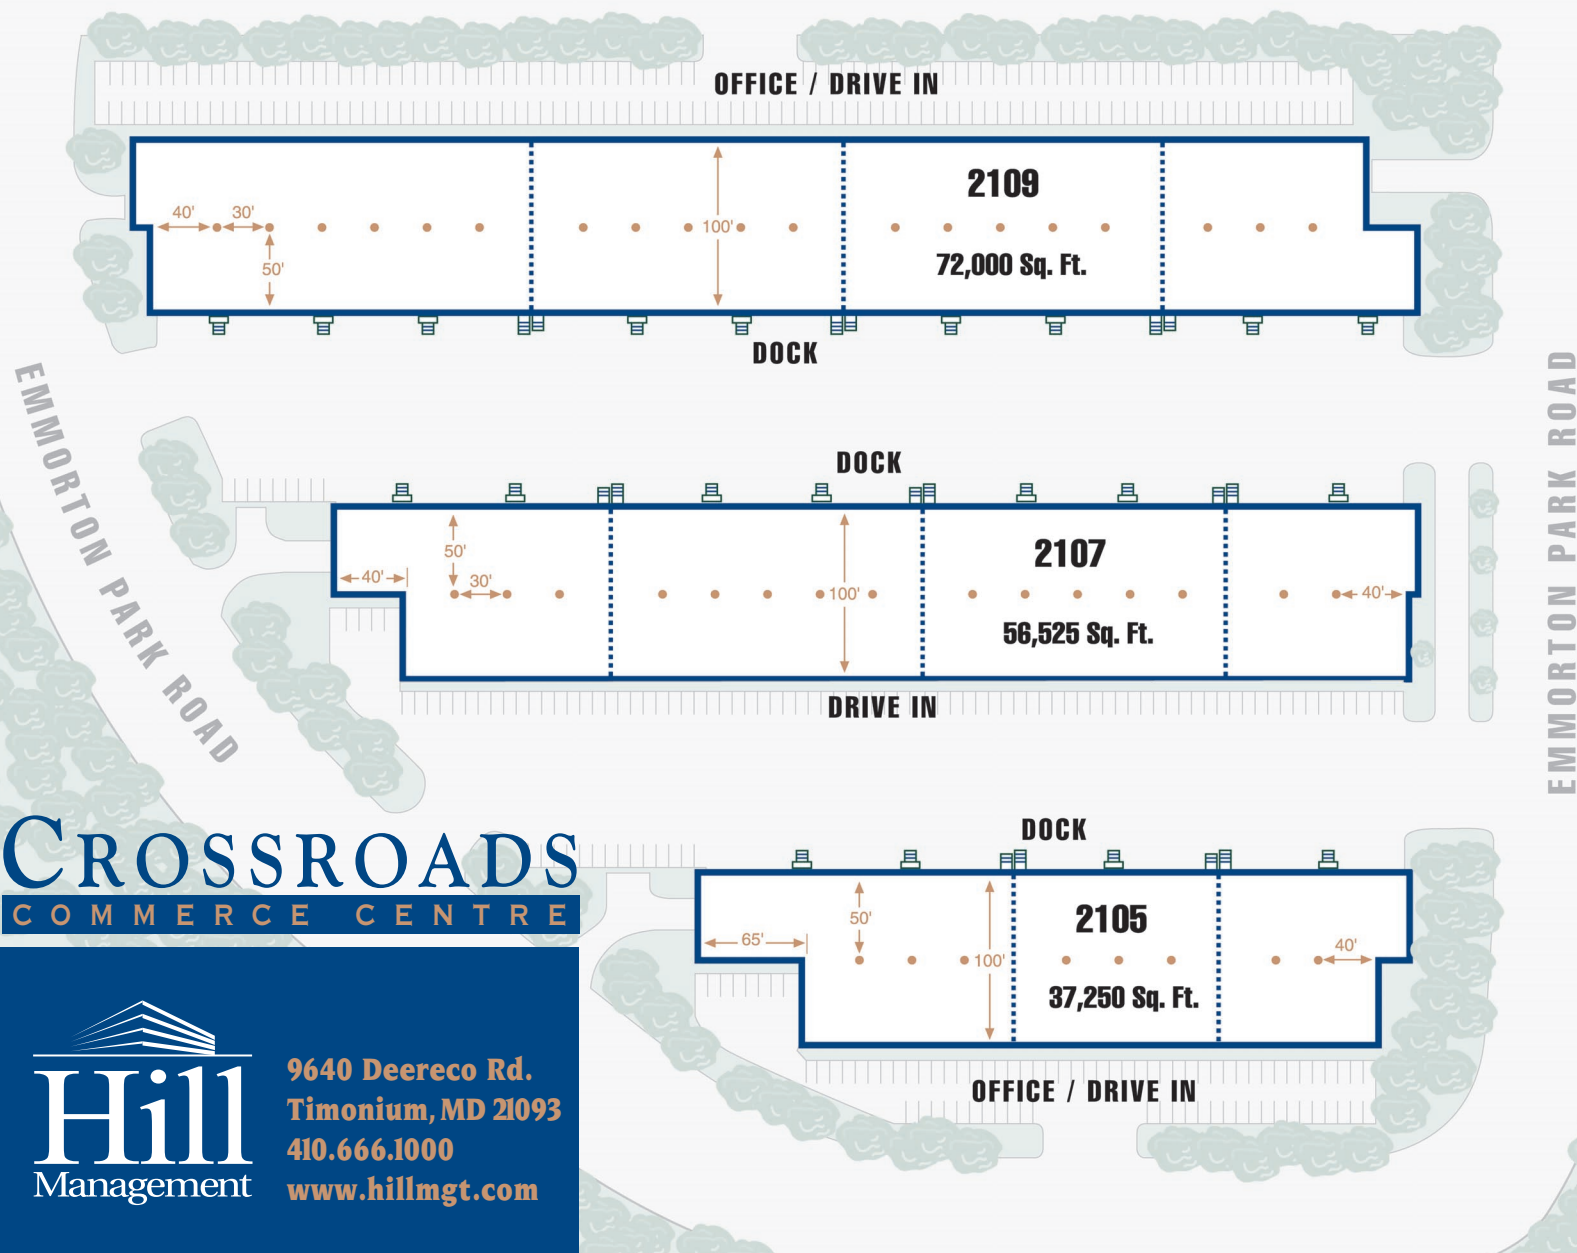 OFFICE / DRIVE IN
2109
40'
30'
100'
50'
72,000 Sq. Ft.
DOCK
EMMORTON PARK ROAD
EMMORTON PARK ROAD
DOCK
50'
2107
40'
30'
100'
40'
56,525 Sq. Ft.
DRIVE IN
DOCK
50'
2105
65'
100'
40'
37,250 Sq. Ft.
OFFICE / DRIVE IN
CROSSROADS
COMMERCE CENTRE
Hill
Management
9640 Deereco Rd.
Timonium, MD 21093
410.666.1000
www.hillmgt.com